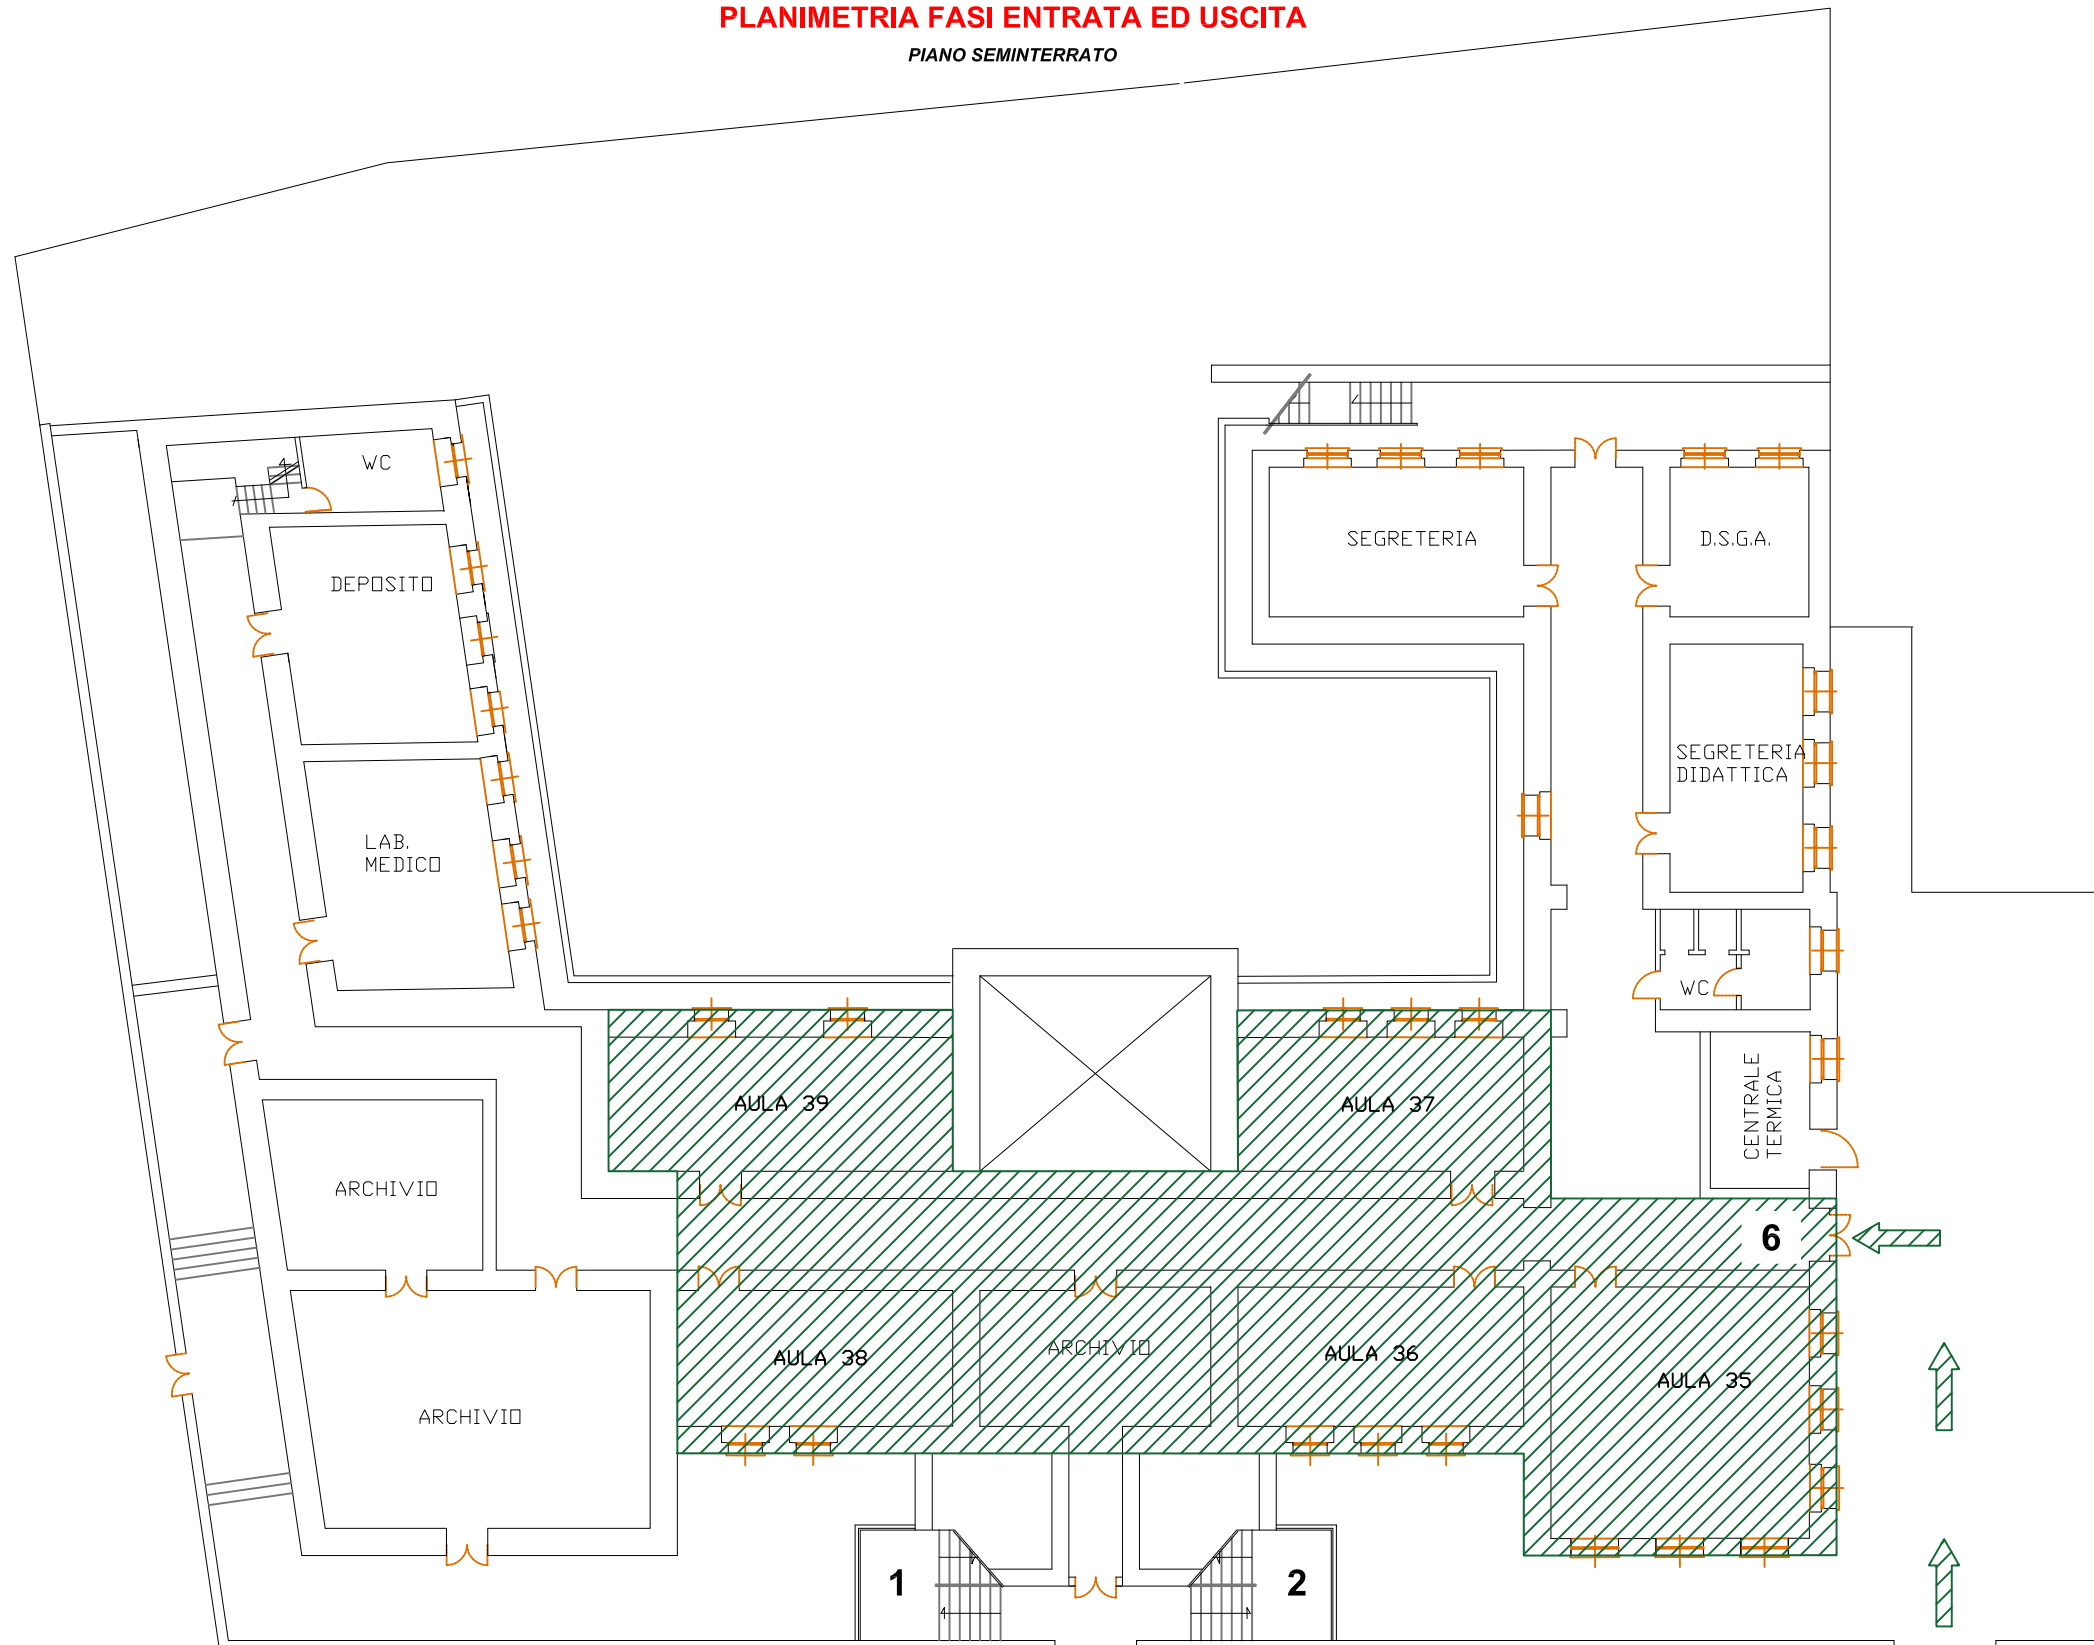 PLANIMETRIA FASI ENTRATA ED USCITA
PIANO SEMINTERRATO
WC
DEPOSITO
SEGRETERIA
D.S.G.A.
LAB.
MEDICO
SEGRETERIA
DIDATTICA
WC
CENTRALE
TERMICA
AULA 39
AULA 37
ARCHIVIO
6
AULA 38
ARCHIVIO
AULA 36
AULA 35
ARCHIVIO
1
2